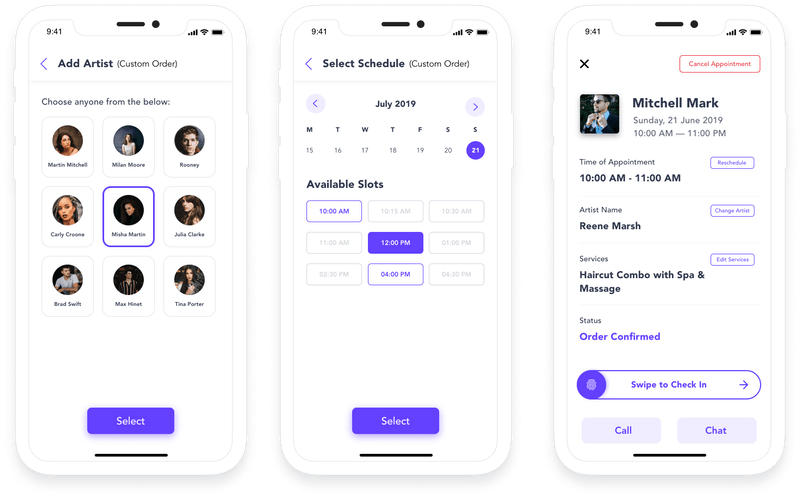 9:41
Add Artist (Custom Order)
Choose anyone from the below:
Martin Mitchell
Milan Moore
Rooney
Carly Croone
Misha Martin
Julia Clarke
Brad Swift
Max Hinet
Tina Porter
Select
9:41
Select Schedule (Custom Order)
July 2019
M T W T F S S
15 16 17 18 19 20 21
Available Slots
10:00 AM 10:15 AM 10:30 AM
11:00 AM 12:00 PM 01:00 PM
02:30 PM 04:00 PM 04:30 PM
Select
9:41
Cancel Appointment
Mitchell Mark
Sunday, 21 June 2019
10:00 AM — 11:00 PM
Time of Appointment
Reschedule
10:00 AM - 11:00 AM
Artist Name
Change Artist
Reene Marsh
Services
Edit Services
Haircut Combo with Spa &
Massage
Status
Order Confirmed
Swipe to Check In
Call
Chat